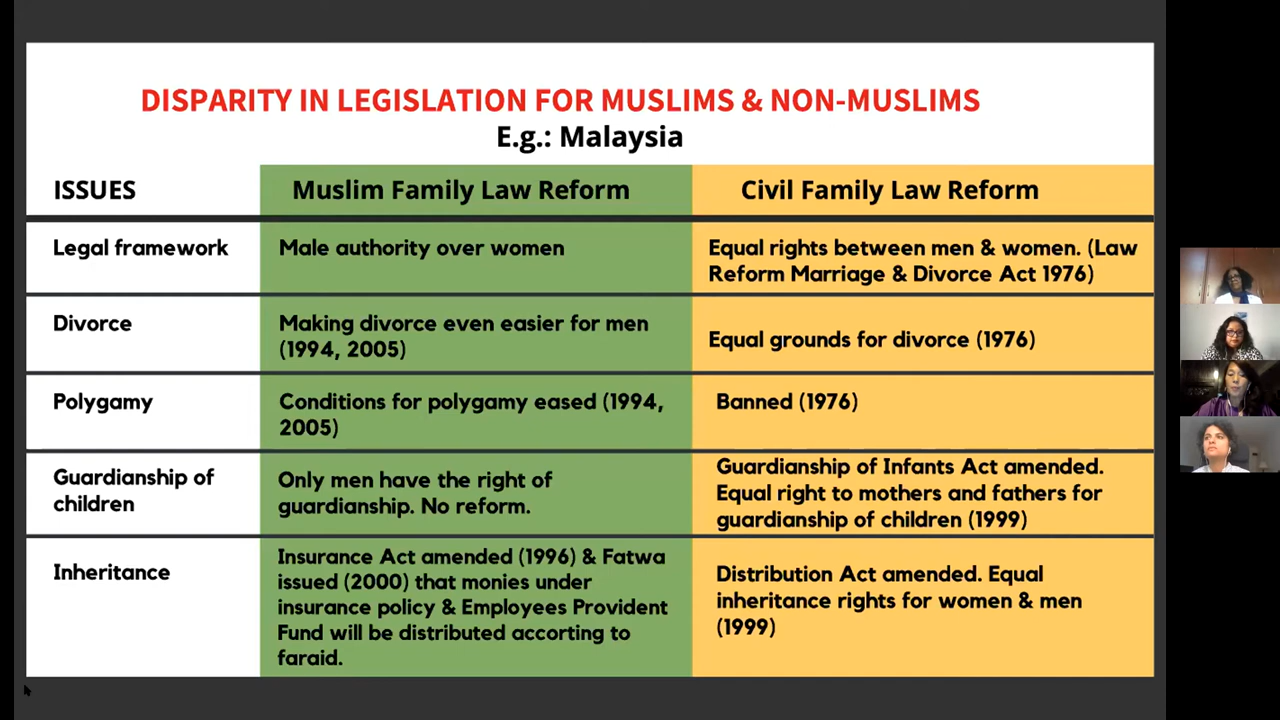 DISPARITY IN LEGISLATION FOR MUSLIMS & NON-MUSLIMS
E.g.: Malaysia
ISSUES
Muslim Family Law Reform
Civil Family Law Reform
Legal framework
Male authority over women
Equal rights between men & women. (Law
Reform Marriage & Divorce Act 1976)
Divorce
Making divorce even easier for men
(1994, 2005)
Equal grounds for divorce (1976)
Polygamy
Conditions for polygamy eased (1994,
2005)
Banned (1976)
Guardianship of
children
Only men have the right of
guardianship. No reform.
Guardianship of Infants Act amended.
Equal right to mothers and fathers for
guardianship of children (1999)
Inheritance
Insurance Act amended (1996) & Fatwa
issued (2000) that monies under
insurance policy & Employees Provident
Fund will be distributed accorting to
faraid.
Distribution Act amended. Equal
inheritance rights for women & men
(1999)